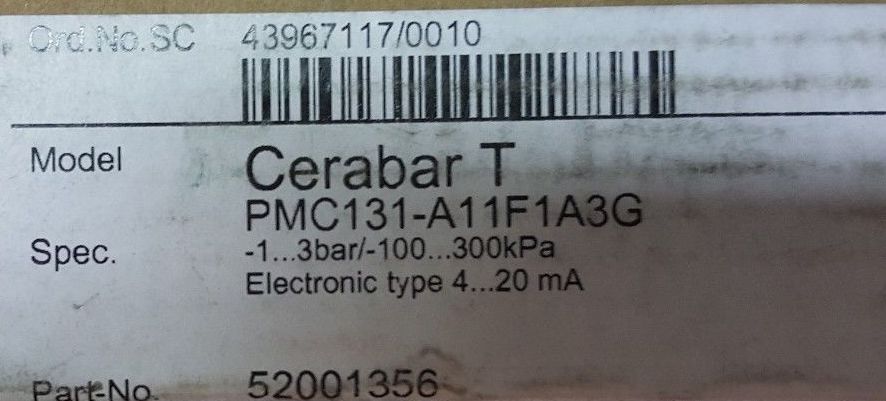 Ord.No.SC 43967117/0010
Model Cerabar T
PMC131-A11F1A3G
Spec. -1...3bar/-100...300kPa
Electronic type 4...20 mA
Part-No. 52001356